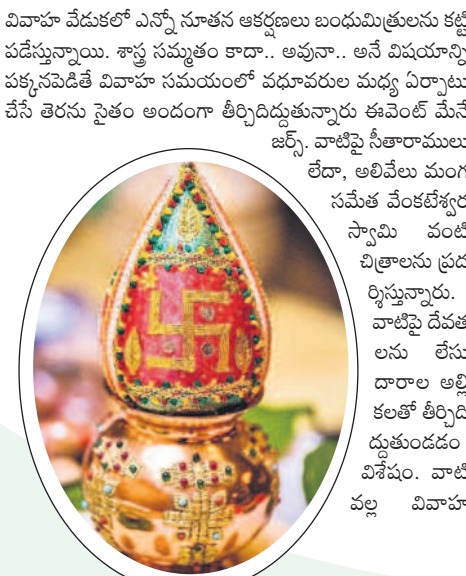 వివాహ వేడుకలో ఎన్నో నూతన ఆకర్షణలు బంధుమిత్రులను కట్టి
పడేస్తున్నాయి. శాస్త్ర సమ్మతం కాదా.. అవునా.. అనే విషయాన్ని
పక్కనపెడితే వివాహ సమయంలో వధూవరుల మధ్య ఏర్పాటు
చేసే తెరను సైతం అందంగా తీర్చిదిద్దుతున్నారు ఈవెంట్ మేనే
జర్స్. వాటిపై సీతారాములు
లేదా, అలివేలు మంగ
సమేత వేంకటేశ్వర
స్వామి వంటి
చిత్రాలను ప్రద
ర్శిస్తున్నారు.
వాటిపై దేవత
లను లేసు
దారాల అల్లి
కలతో తీర్చిది
ద్దుతుండడం
విశేషం. వాటి
వల్ల వివాహ